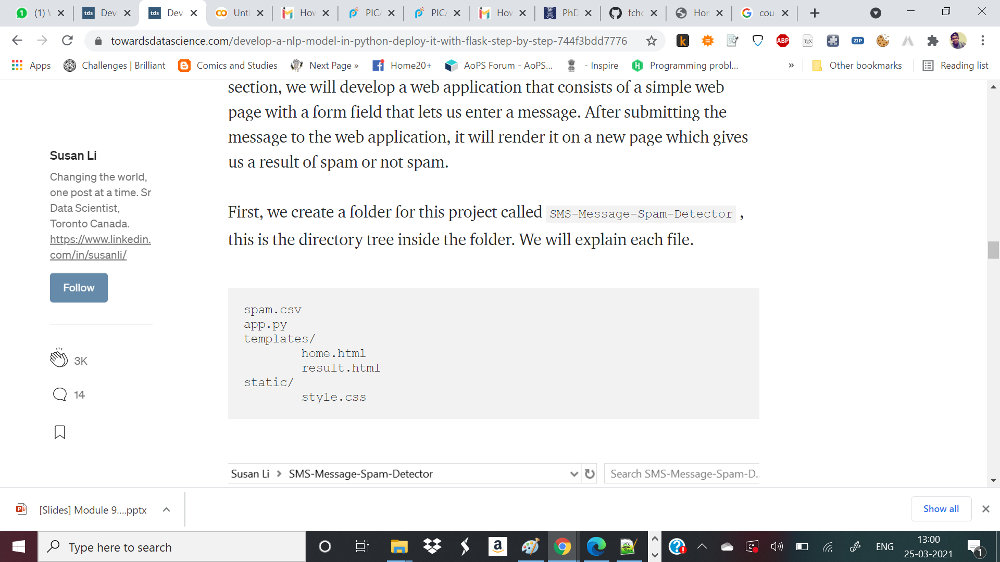 (1) W
Dev
Dev
Unti
How
PIC
PIC
How
PhD
fcho
Hor
cou
towardsdatascience.com/develop-a-nlp-model-in-python-deploy-it-with-flask-step-by-step-744f3bdd7776
Apps
Challenges | Brilliant
Comics and Studies
Next Page »
Home20+
AoPS Forum - AoPS...
- Inspire
Programming probl...
»
Other bookmarks
Reading list
section, we will develop a web application that consists of a simple web
page with a form field that lets us enter a message. After submitting the
message to the web application, it will render it on a new page which gives
us a result of spam or not spam.
First, we create a folder for this project called SMS-Message-Spam-Detector ,
this is the directory tree inside the folder. We will explain each file.
Susan Li
Changing the world,
one post at a time. Sr
Data Scientist,
Toronto Canada.
https://www.linkedin.
com/in/susanli/
Follow
3K
14
spam.csv
app.py
templates/
home.html
result.html
static/
style.css
Susan Li > SMS-Message-Spam-Detector
Search SMS-Message-Spam-D...
[Slides] Module 9....pptx
Show all
Type here to search
ENG
13:00
25-03-2021
1